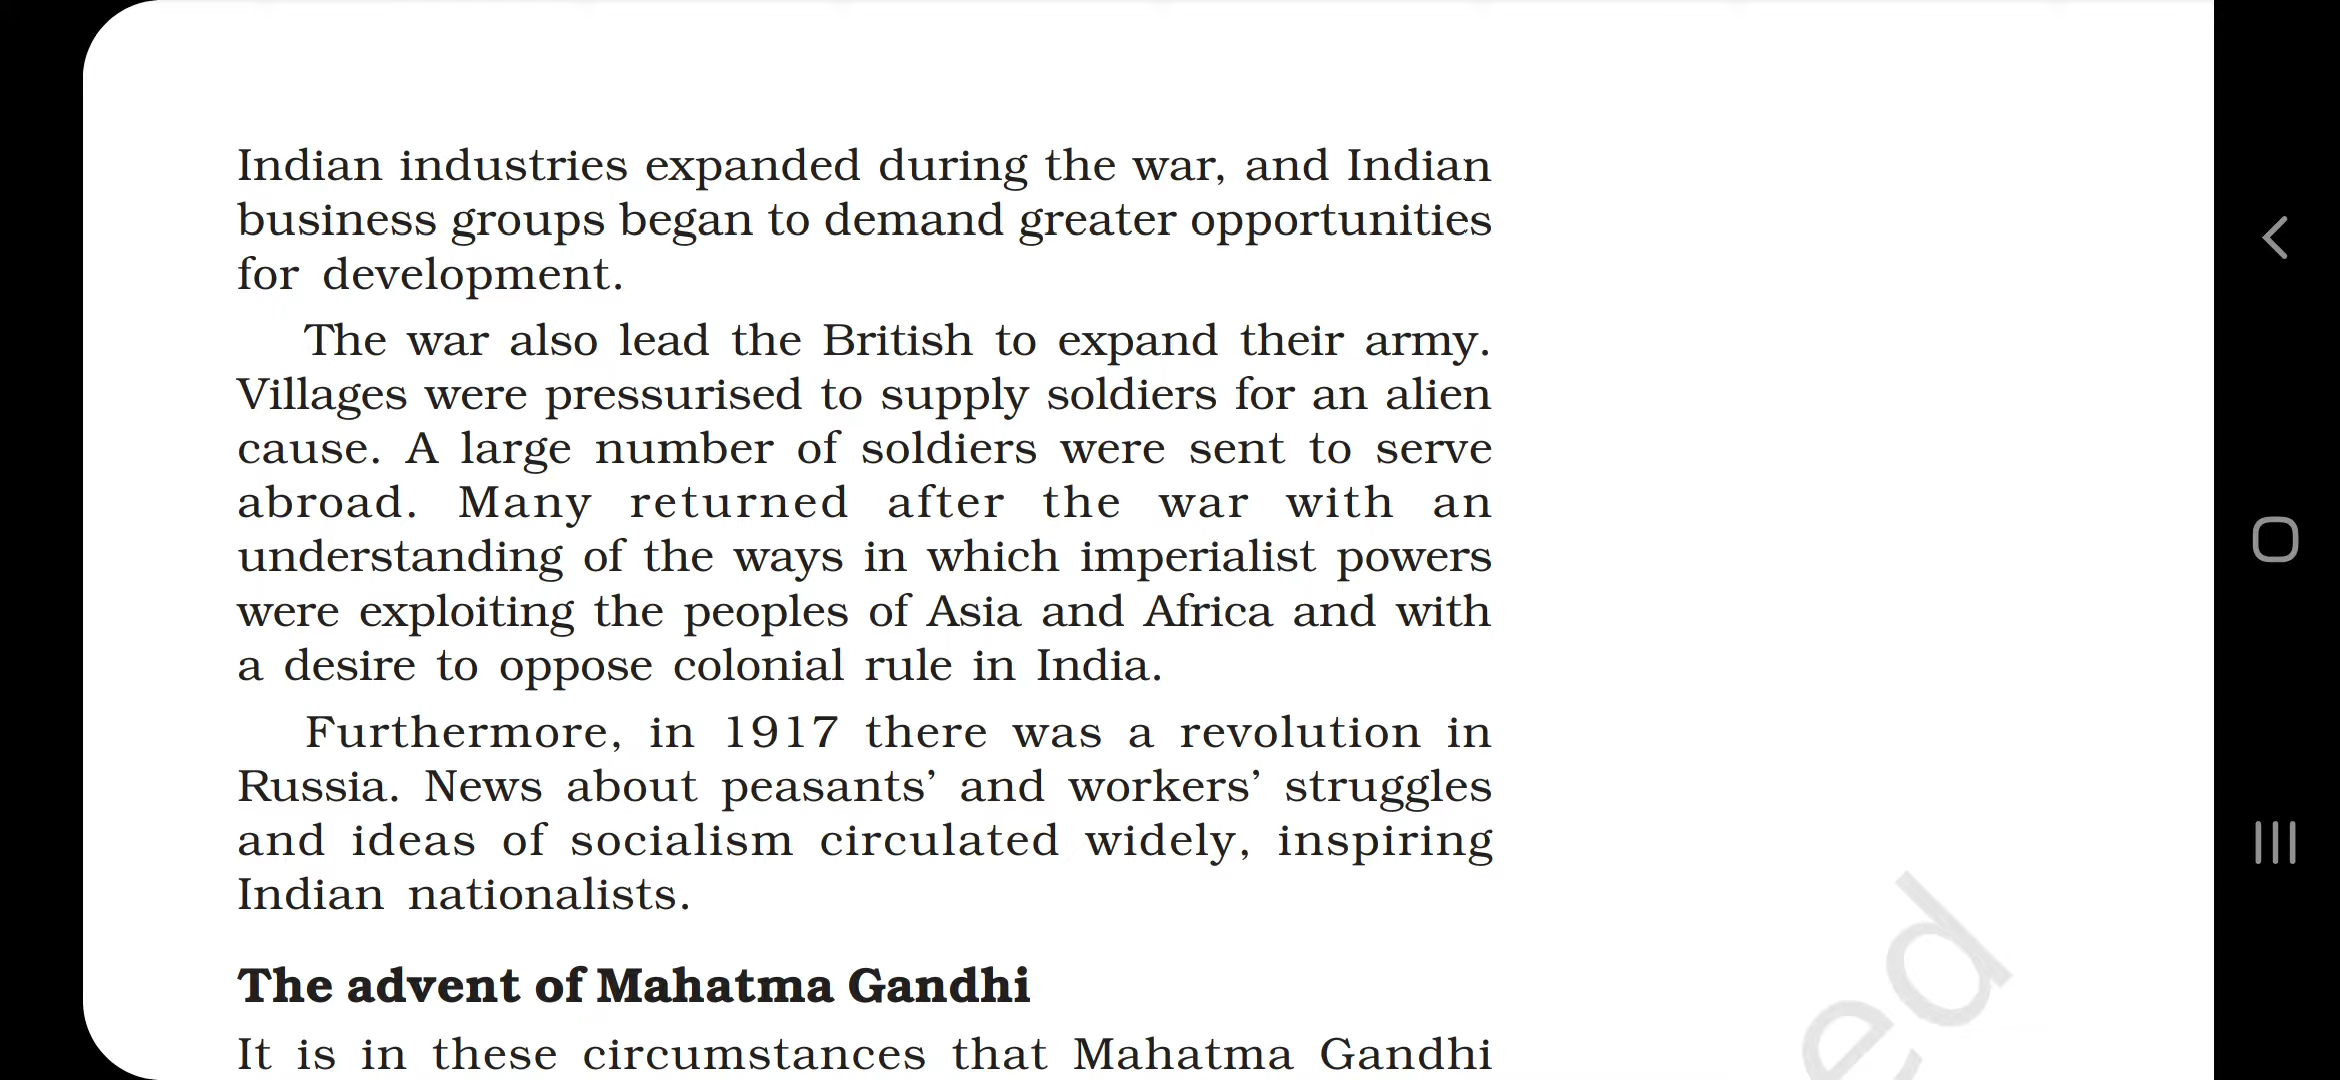 Indian industries expanded during the war, and Indian
business groups began to demand greater opportunities
for development.
The war also lead the British to expand their army.
Villages were pressurised to supply soldiers for an alien
cause. A large number of soldiers were sent to serve
abroad. Many returned after the war with an
understanding of the ways in which imperialist powers
were exploiting the peoples of Asia and Africa and with
a desire to oppose colonial rule in India.
Furthermore, in 1917 there was a revolution in
Russia. News about peasants’ and workers’ struggles
and ideas of socialism circulated widely, inspiring
Indian nationalists.
The advent of Mahatma Gandhi
It is in these circumstances that Mahatma Gandhi